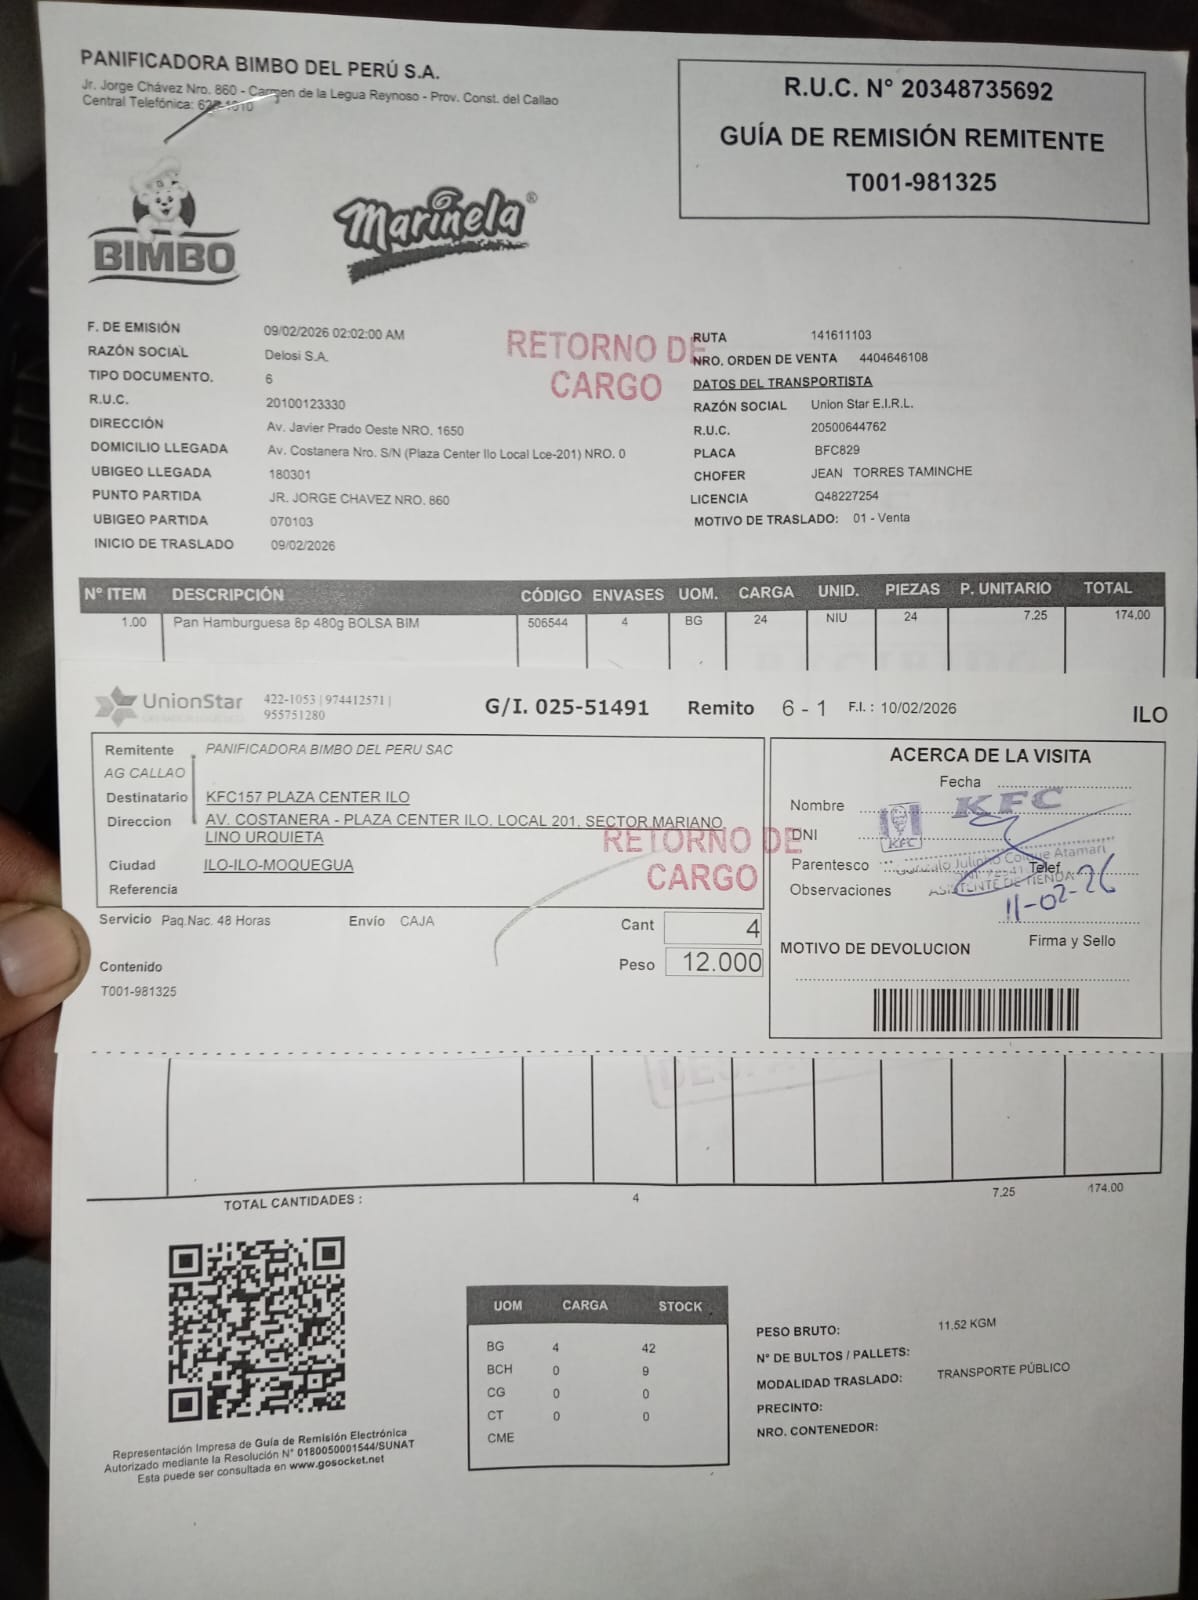 PANIFICADORA BIMBO DEL PERÚ S.A.
Jr. Jorge Chávez Nro. 860 - Carmen de la Legua Reynoso - Prov. Const. del Callao
Central Telefónica:
R.U.C. N° 20348735692
GUÍA DE REMISIÓN REMITENTE
T001-981325
BIMBO
Marinela®
F. DE EMISIÓN 09/02/2026 02:02:00 AM
RAZÓN SOCIAL Delosi S.A.
TIPO DOCUMENTO. 6
R.U.C. 20100123330
DIRECCIÓN Av. Javier Prado Oeste NRO. 1650
DOMICILIO LLEGADA Av. Costanera Nro. S/N (Plaza Center Ilo Local Lce-201) NRO. 0
UBIGEO LLEGADA 180301
PUNTO PARTIDA JR. JORGE CHAVEZ NRO. 860
UBIGEO PARTIDA 070103
INICIO DE TRASLADO 09/02/2026
RETORNO DE
CARGO
RUTA 141611103
NRO. ORDEN DE VENTA 4404646108
DATOS DEL TRANSPORTISTA
RAZÓN SOCIAL Union Star E.I.R.L.
R.U.C. 20500644762
PLACA BFC829
CHOFER JEAN TORRES TAMINCHE
LICENCIA Q48227254
MOTIVO DE TRASLADO: 01 - Venta
N° ITEM DESCRIPCIÓN CÓDIGO ENVASES UOM. CARGA UNID. PIEZAS P. UNITARIO TOTAL
1.00 Pan Hamburguesa 8p 480g BOLSA BIM 506544 4 BG 24 NIU 24 7.25 174.00
UnionStar 422-1053 | 974412571 |
955751280
G/I. 025-51491 Remito 6 - 1 F.I. : 10/02/2026
ILO
Remitente PANIFICADORA BIMBO DEL PERU SAC
AG CALLAO
Destinatario KFC157 PLAZA CENTER ILO
Direccion AV. COSTANERA - PLAZA CENTER ILO. LOCAL 201. SECTOR MARIANO
LINO URQUIETA
Ciudad ILO-ILO-MOQUEGUA
Referencia
RETORNO DE
CARGO
Servicio Paq.Nac. 48 Horas Envío CAJA
Cant 4
Peso 12.000
Contenido
T001-981325
ACERCA DE LA VISITA
Fecha
Nombre
KFC
KFC
DNI
Parentesco Telef.
Atamari
Observaciones
ASISTENTE DE TIENDA
11-02-26
Firma y Sello
MOTIVO DE DEVOLUCION
TOTAL CANTIDADES : 4 7.25 174.00
UOM CARGA STOCK
BG 4 42
BCH 0 9
CG 0 0
CT 0 0
CME
PESO BRUTO: 11.52 KGM
N° DE BULTOS / PALLETS:
MODALIDAD TRASLADO: TRANSPORTE PÚBLICO
PRECINTO:
NRO. CONTENEDOR:
Representación Impresa de Guía de Remisión Electrónica
Autorizado mediante la Resolución N° 0180050001544/SUNAT
Esta puede ser consultada en www.gosocket.net